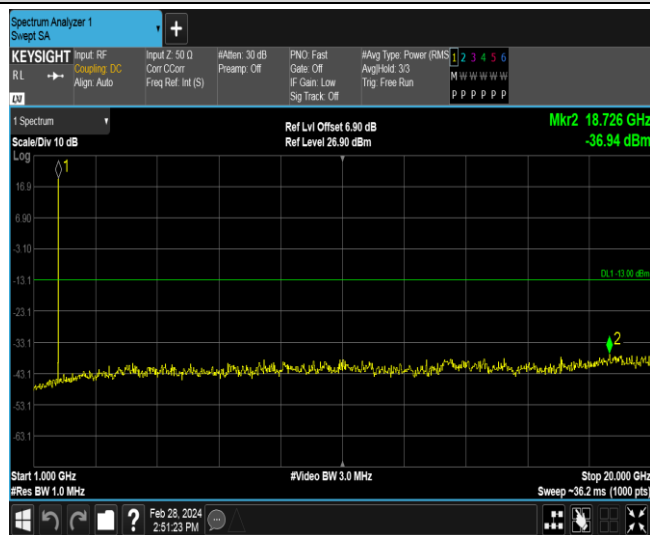 Spectrum Analyzer 1
Swept SA
+
KEYSIGHT
RL
LXI
Input: RF
Coupling: DC
Align: Auto
Input Z: 50 Ω
Corr CCorr
Freq Ref: Int (S)
#Atten: 30 dB
Preamp: Off
PNO: Fast
Gate: Off
IF Gain: Low
Sig Track: Off
#Avg Type: Power (RMS
Avg|Hold: 3/3
Trig: Free Run
1 2 3 4 5 6
M W W W W W
P P P P P P
1 Spectrum
Scale/Div 10 dB
Ref Lvl Offset 6.90 dB
Ref Level 26.90 dBm
Mkr2 18.726 GHz
-36.94 dBm
Log
1
16.9
6.90
-3.10
-13.1
DL1 -13.00 dBm
-23.1
-33.1
2
-43.1
-53.1
-63.1
Start 1.000 GHz
#Video BW 3.0 MHz
Stop 20.000 GHz
#Res BW 1.0 MHz
Sweep ~36.2 ms (1000 pts)
?
Feb 28, 2024
2:51:23 PM